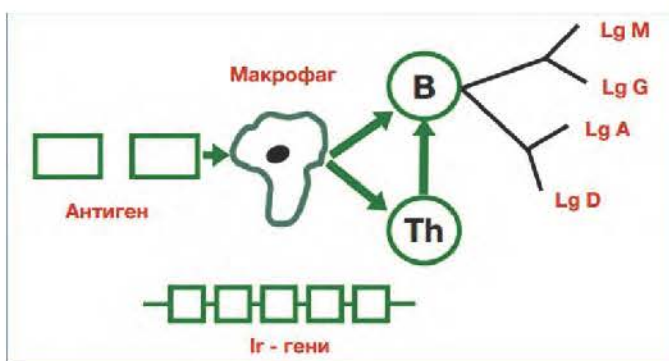 Макрофаг
Антиген
B
Th
Lg M
Lg G
Lg A
Lg D
Ir - гени